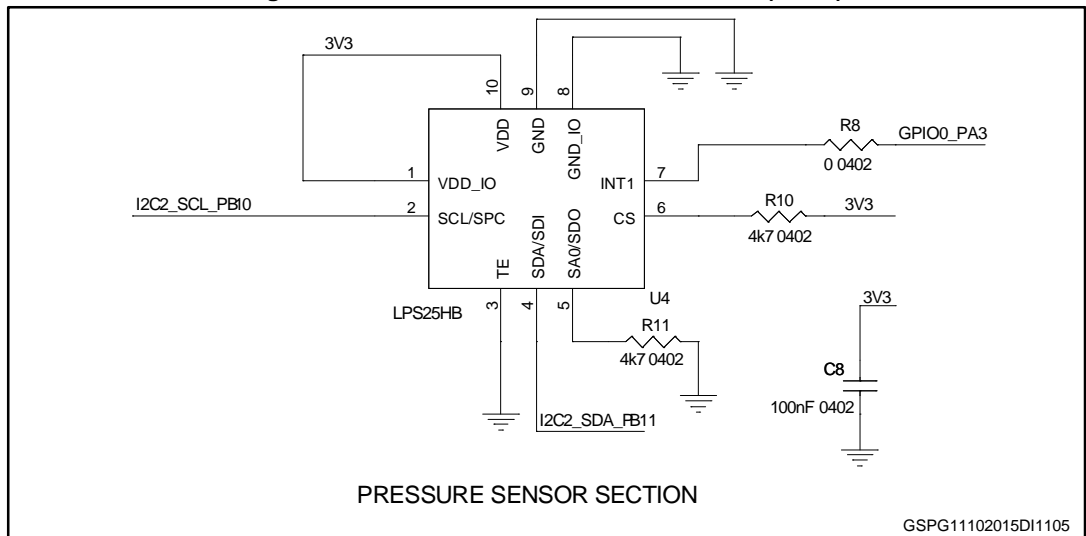 3V3
10
9
8
VDD
GND
GND_IO
R8
GPIO0_PA3
0 0402
1
VDD_IO
INT1
7
I2C2_SCL_PB10
2
SCL/SPC
CS
6
R10
3V3
4k7 0402
TE
SDA/SDI
SA0/SDO
LPS25HB
3
4
5
U4
R11
4k7 0402
3V3
C8
100nF 0402
I2C2_SDA_PB11
PRESSURE SENSOR SECTION
GSPG11102015DI1105